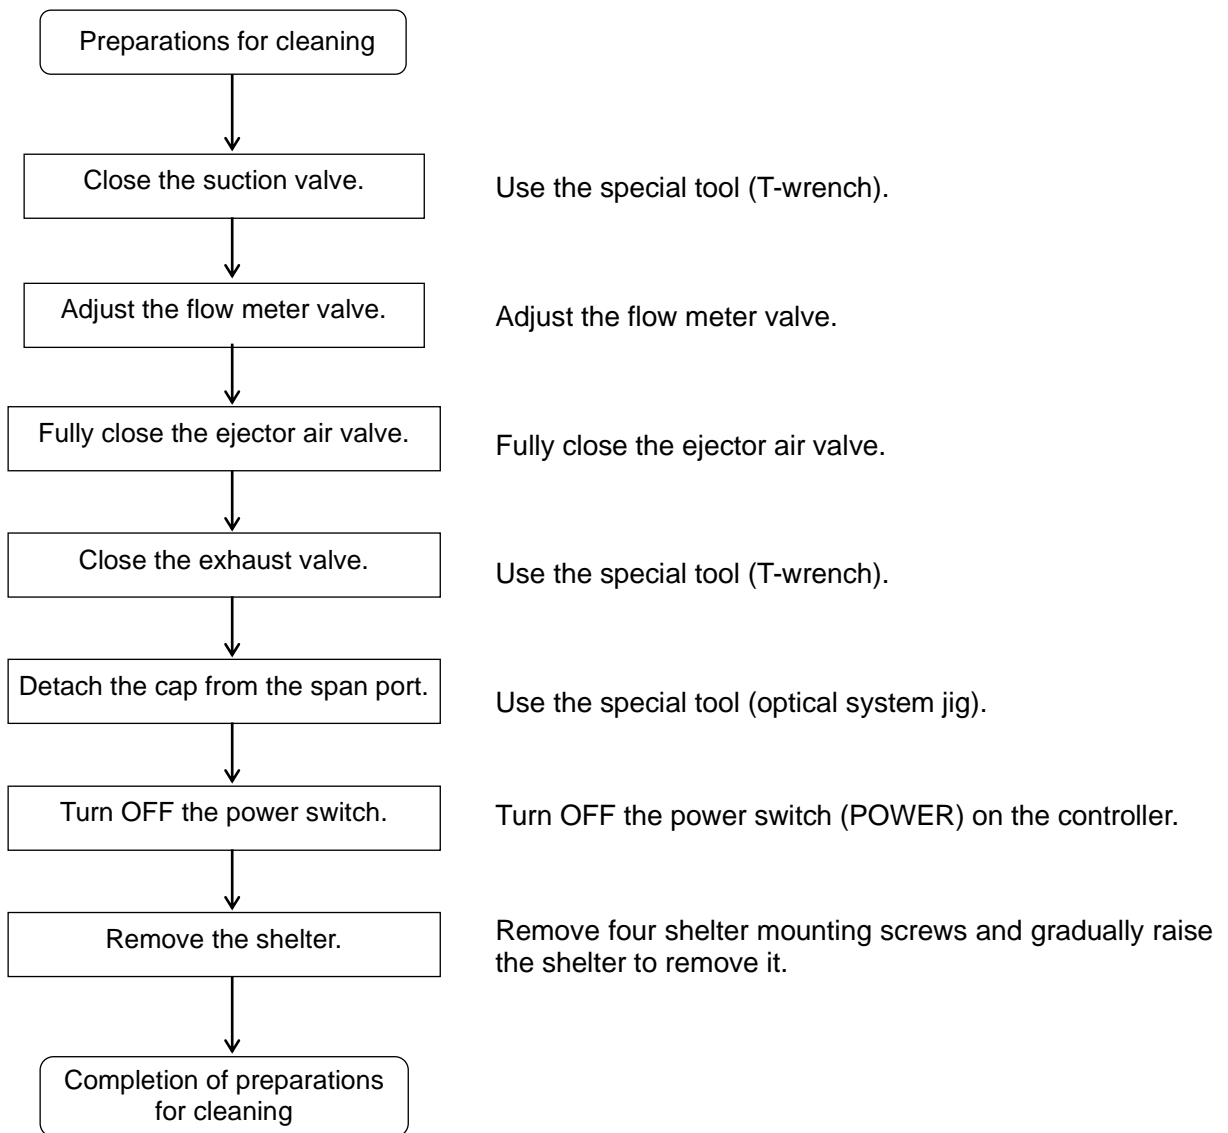 Preparations for cleaning
Close the suction valve.
Use the special tool (T-wrench).
Adjust the flow meter valve.
Adjust the flow meter valve.
Fully close the ejector air valve.
Fully close the ejector air valve.
Close the exhaust valve.
Use the special tool (T-wrench).
Detach the cap from the span port.
Use the special tool (optical system jig).
Turn OFF the power switch.
Turn OFF the power switch (POWER) on the controller.
Remove the shelter.
Remove four shelter mounting screws and gradually raise
the shelter to remove it.
Completion of preparations
for cleaning